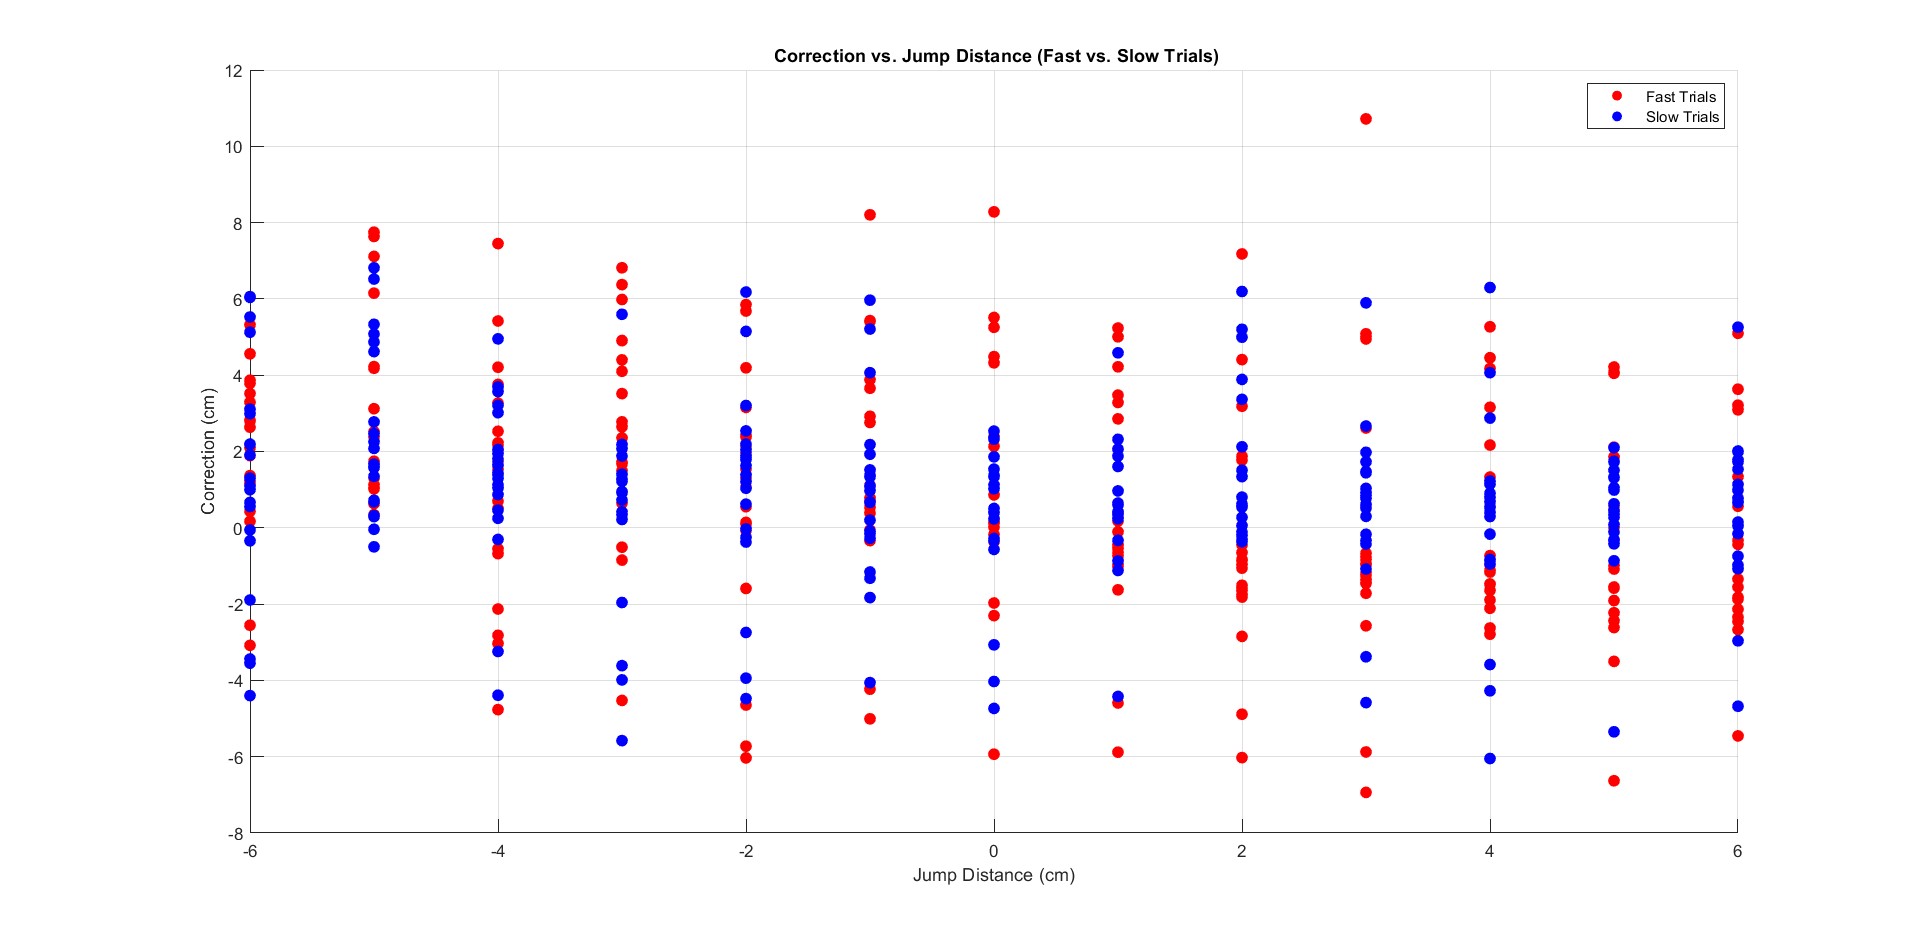 Correction vs. Jump Distance (Fast vs. Slow Trials)
Fast Trials
Slow Trials
12
10
8
6
4
2
0
-2
-4
-6
-8
Correction (cm)
-6 -4 -2 0 2 4 6
Jump Distance (cm)